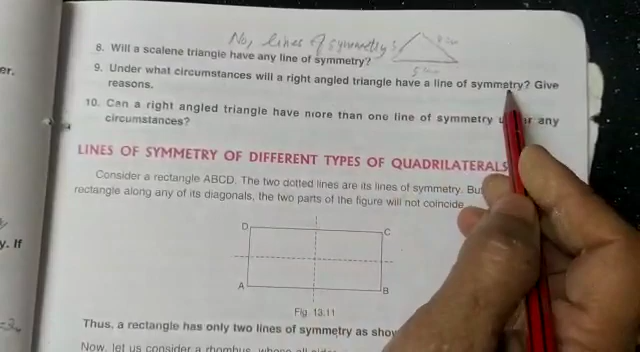 No, lines of symmetry
8. Will a scalene triangle have any line of symmetry?
5 cm
er.
9. Under what circumstances will a right angled triangle have a line of symmetry? Give
reasons.
10. Can a right angled triangle have more than one line of symmetry any
circumstances?
LINES OF SYMMETRY OF DIFFERENT TYPES OF QUADRILATERALS
Consider a rectangle ABCD. The two dotted lines are its lines of symmetry. Bu
rectangle along any of its diagonals, the two parts of the figure will not coincide
y. If
D
C
A
B
Fig. 13.11
Thus, a rectangle has only two lines of symmetry as show
Now, let us consider a rhombus, whose all